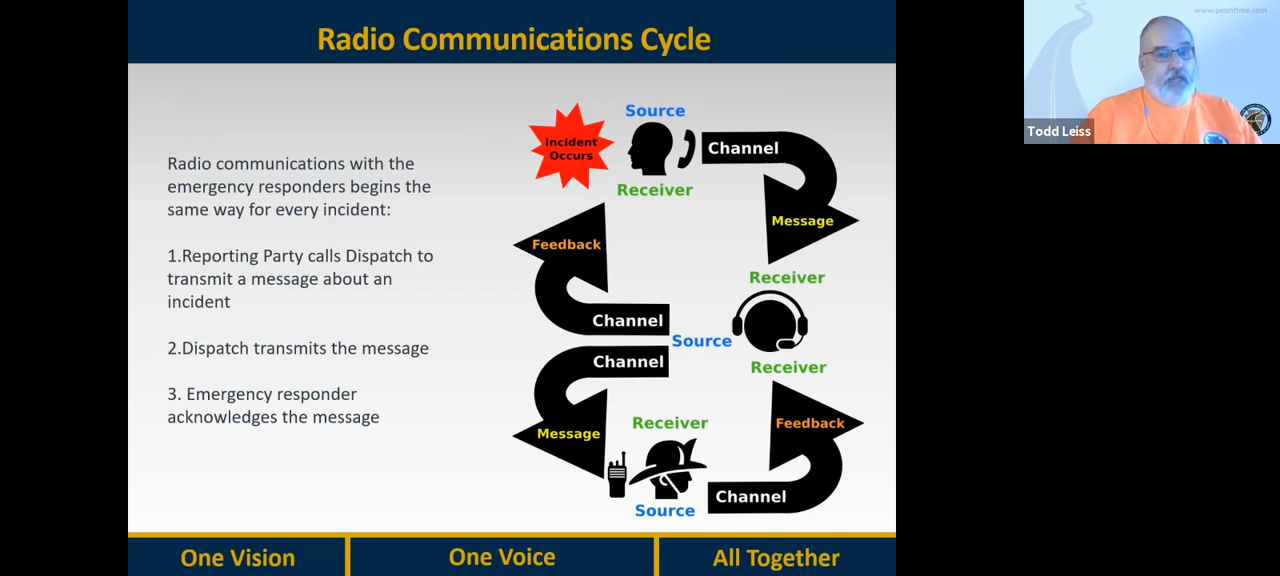 Radio Communications Cycle
www.penntime.com
Todd Leiss
Radio communications with the
emergency responders begins the
same way for every incident:
1.Reporting Party calls Dispatch to
transmit a message about an
incident
2.Dispatch transmits the message
3. Emergency responder
acknowledges the message
Source
Incident
Occurs
Channel
Receiver
Message
Feedback
Receiver
Channel
Source
Channel
Receiver
Receiver
Feedback
Message
Channel
Source
One Vision
One Voice
All Together